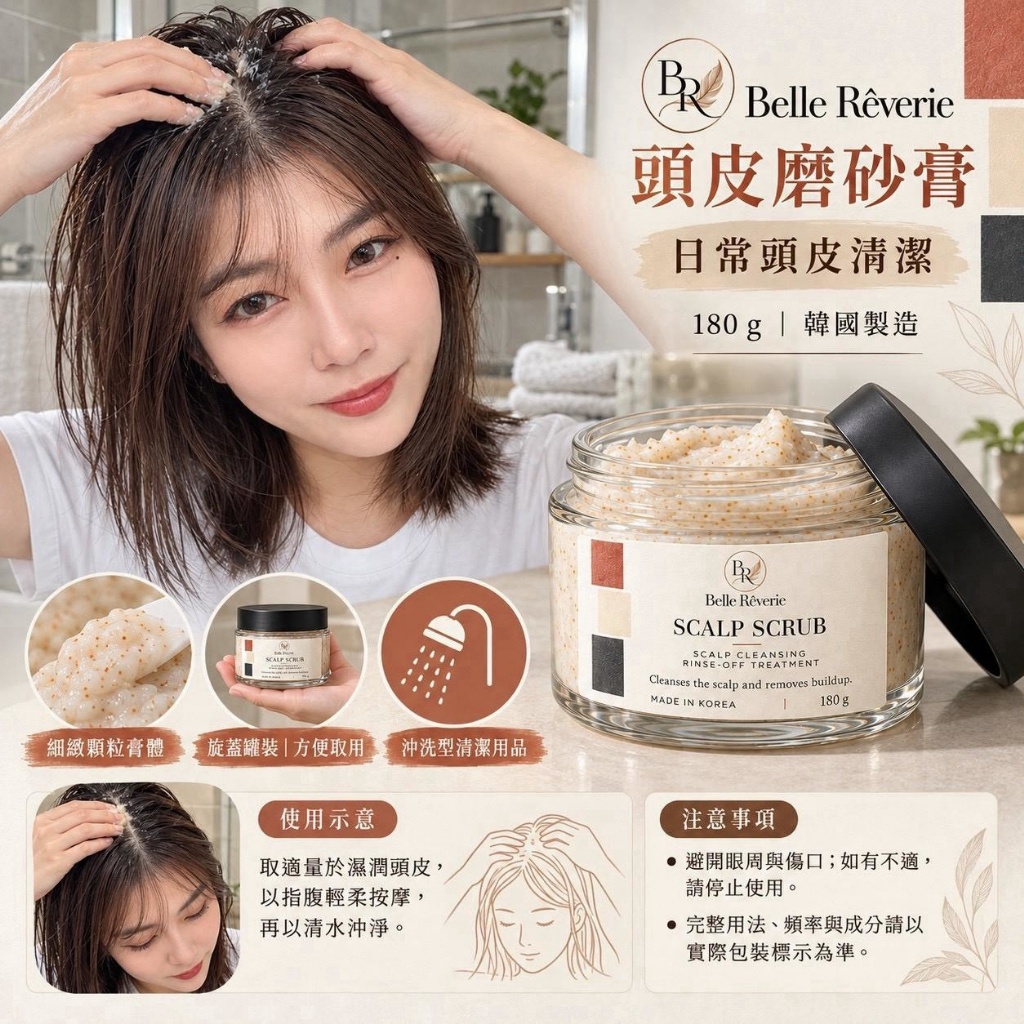 BR Belle Rêverie
頭皮磨砂膏
日常頭皮清潔
180 g | 韓國製造
BR
Belle Rêverie
SCALP SCRUB
SCALP CLEANSING
RINSE-OFF TREATMENT
Cleanses the scalp and removes buildup.
MADE IN KOREA | 180 g
Belle Rêverie
SCALP SCRUB
細緻顆粒膏體
旋蓋罐裝 | 方便取用
沖洗型清潔用品
使用示意
取適量於濕潤頭皮，
以指腹輕柔按摩，
再以清水沖淨。
注意事項
• 避開眼周與傷口；如有不適，
請停止使用。
• 完整用法、頻率與成分請以
實際包裝標示為準。